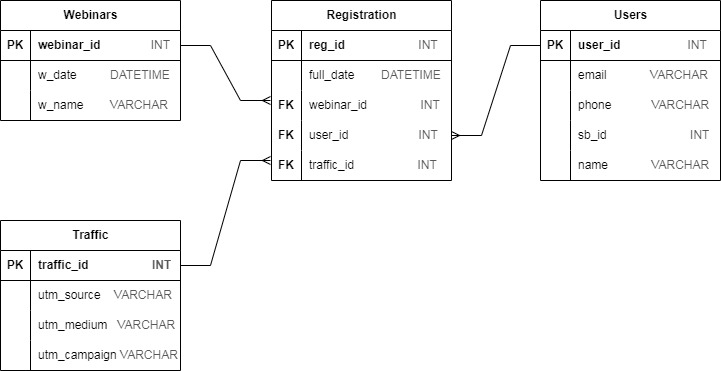 Webinars
PK webinar_id INT
w_date DATETIME
w_name VARCHAR
Registration
PK reg_id INT
full_date DATETIME
FK webinar_id INT
FK user_id INT
FK traffic_id INT
Users
PK user_id INT
email VARCHAR
phone VARCHAR
sb_id INT
name VARCHAR
Traffic
PK traffic_id INT
utm_source VARCHAR
utm_medium VARCHAR
utm_campaign VARCHAR